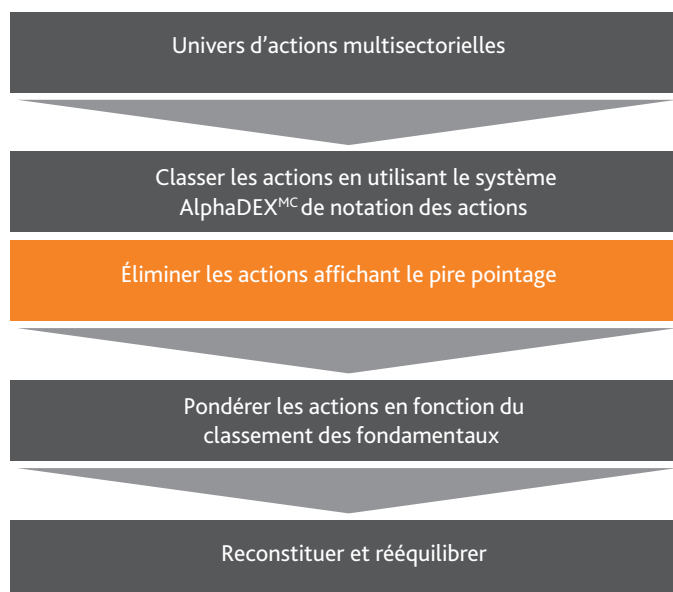 Univers d’actions multisectorielles
Classer les actions en utilisant le système
AlphaDEXᴹᶜ de notation des actions
Éliminer les actions affichant le pire pointage
Pondérer les actions en fonction du
classement des fondamentaux
Reconstituer et rééquilibrer